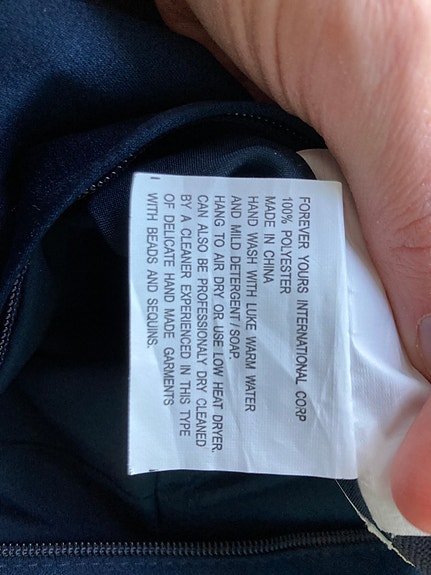 FOREVER YOURS INTERNATIONAL CORP
100% POLYESTER
MADE IN CHINA
HAND WASH WITH LUKE WARM WATER
AND MILD DETERGENT/SOAP.
HANG TO AIR DRY OR USE LOW HEAT DRYER.
CAN ALSO BE PROFESSIONALY DRY CLEANED
BY A CLEANER EXPERIENCED IN THIS TYPE
OF DELICATE HAND MADE GARMENTS
WITH BEADS AND SEQUINS.